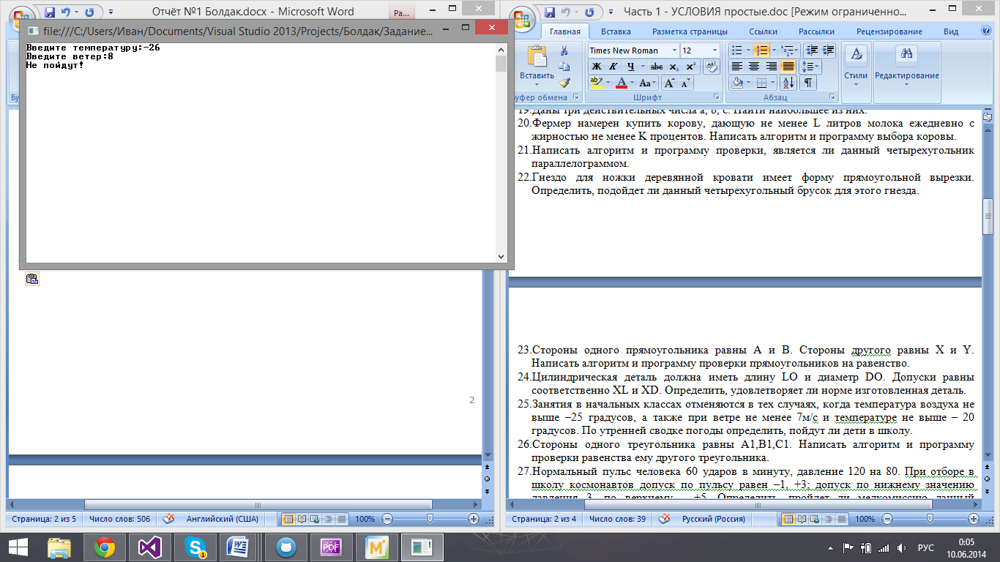 Отчёт №1 Болдак.docx - Microsoft Word
Ра...
Часть 1 - УСЛОВИЯ простые.doc [Режим ограниченно...
file:///C:/Users/Иван/Documents/Visual Studio 2013/Projects/Болдак/Задание...
Введите температуру:-26
Введите ветер:8
Не пойдут!
Главная Вставка Разметка страницы Ссылки Рассылки Рецензирование Вид
Times New Roman 12
Вставить
Ж К Ч abc x₂ x²
Aa A A
Стили
Редактирование
Бу
уфер обмена Шрифт Абзац
19.Даны три действительных числа a, b, c. Найти наибольшее из них.
20.Фермер намерен купить корову, дающую не менее L литров молока ежедневно с
жирностью не менее K процентов. Написать алгоритм и программу выбора коровы.
21.Написать алгоритм и программу проверки, является ли данный четырехугольник
параллелограммом.
22.Гнездо для ножки деревянной кровати имеет форму прямоугольной вырезки.
Определить, подойдет ли данный четырехугольный брусок для этого гнезда.
2
23.Стороны одного прямоугольника равны A и B. Стороны другого равны X и Y.
Написать алгоритм и программу проверки прямоугольников на равенство.
24.Цилиндрическая деталь должна иметь длину LO и диаметр DO. Допуски равны
соответственно XL и XD. Определить, удовлетворяет ли норме изготовленная деталь.
25.Занятия в начальных классах отменяются в тех случаях, когда температура воздуха не
выше –25 градусов, а также при ветре не менее 7м/с и температуре не выше – 20
градусов. По утренней сводке погоды определить, пойдут ли дети в школу.
26.Стороны одного треугольника равны A1,B1,C1. Написать алгоритм и программу
проверки равенства ему другого треугольника.
27.Нормальный пульс человека 60 ударов в минуту, давление 120 на 80. При отборе в
школу космонавтов допуск по пульсу равен –1, +3; допуск по нижнему значению
давления 3, по верхнему +5. Определить, пройдет ли медкомиссию данный
Страница: 2 из 5 Число слов: 506 Английский (США) 100%
Страница: 2 из 4 Число слов: 39 Русский (Россия) 100%
РУС
0:05
10.06.2014